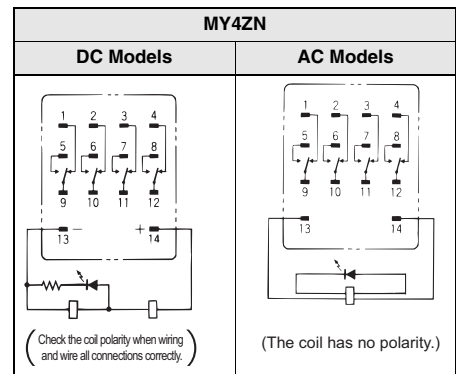 MY4ZN
DC Models
AC Models
1 2 3 4
5 6 7 8
9 10 11 12
13 − + 14
( Check the coil polarity when wiring
and wire all connections correctly. )
1 2 3 4
5 6 7 8
9 10 11 12
13 14
(The coil has no polarity.)